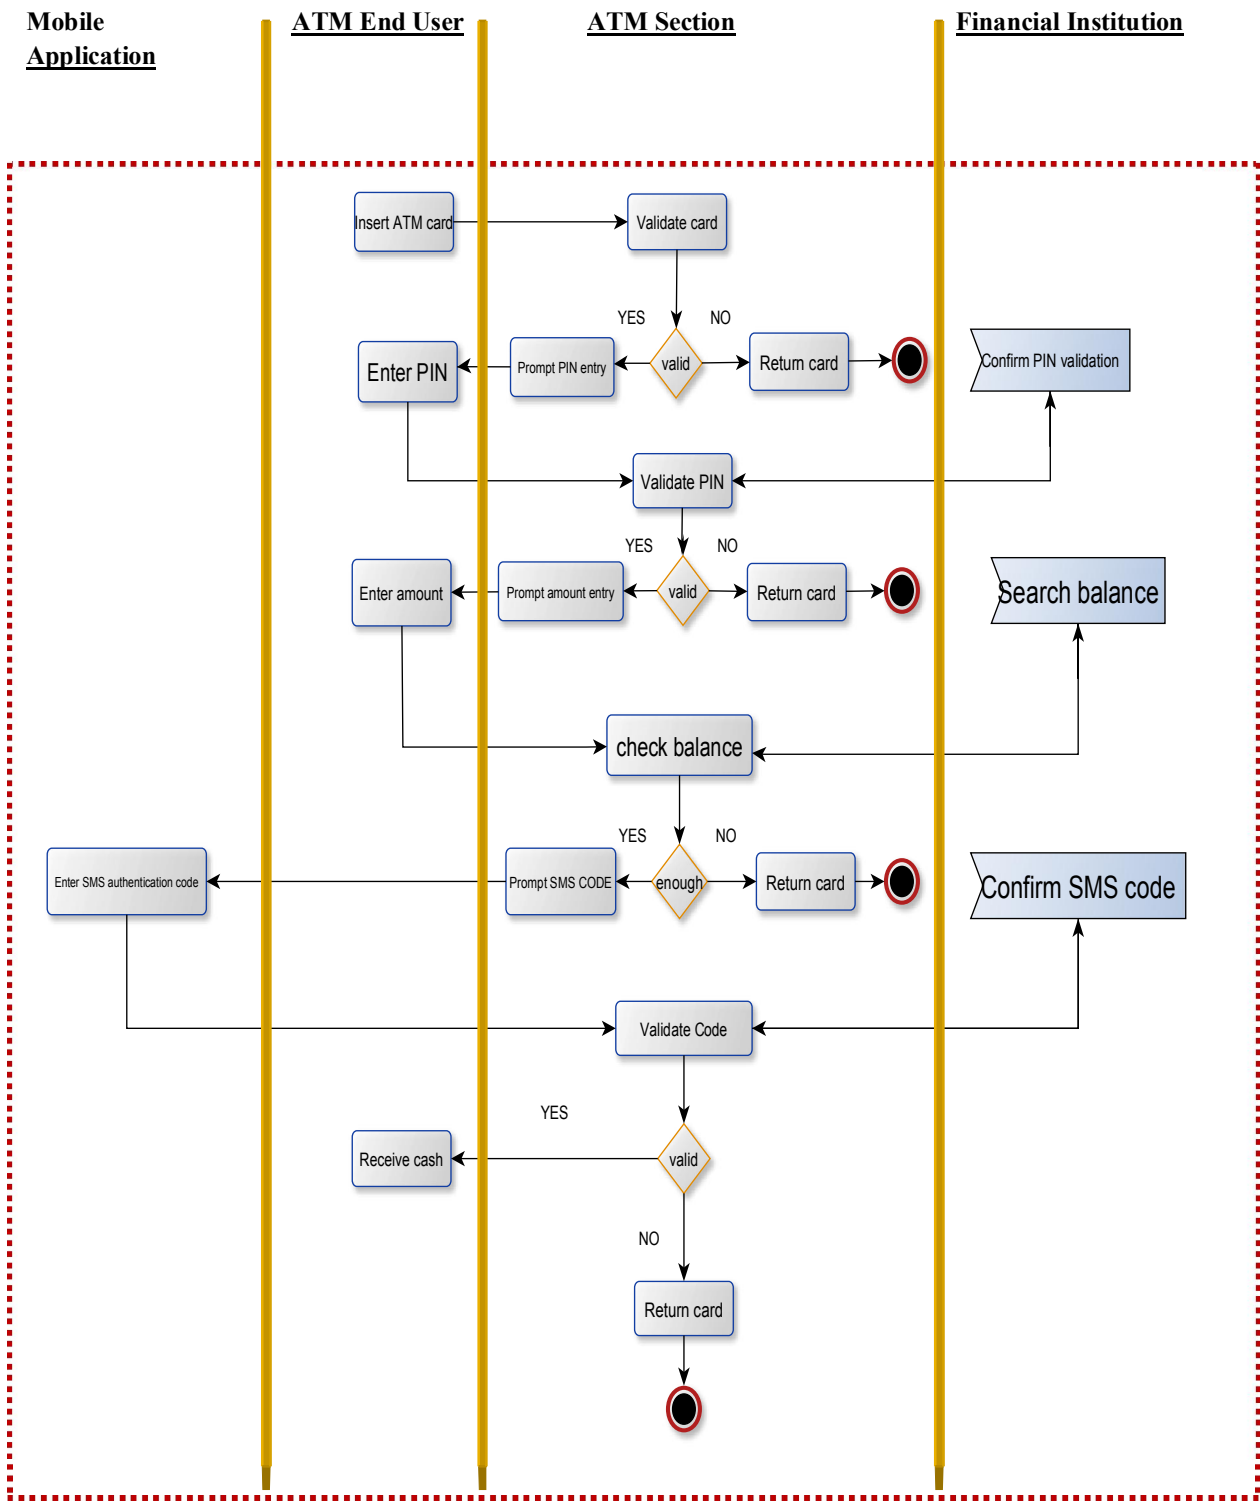 Mobile
Application
ATM End User
ATM Section
Financial Institution
Insert ATM card
Validate card
YES
NO
Enter PIN
Prompt PIN entry
valid
Return card
Confirm PIN validation
Validate PIN
YES
NO
Enter amount
Prompt amount entry
valid
Return card
Search balance
check balance
YES
NO
Enter SMS authentication code
Prompt SMS CODE
enough
Return card
Confirm SMS code
Validate Code
YES
Receive cash
valid
NO
Return card